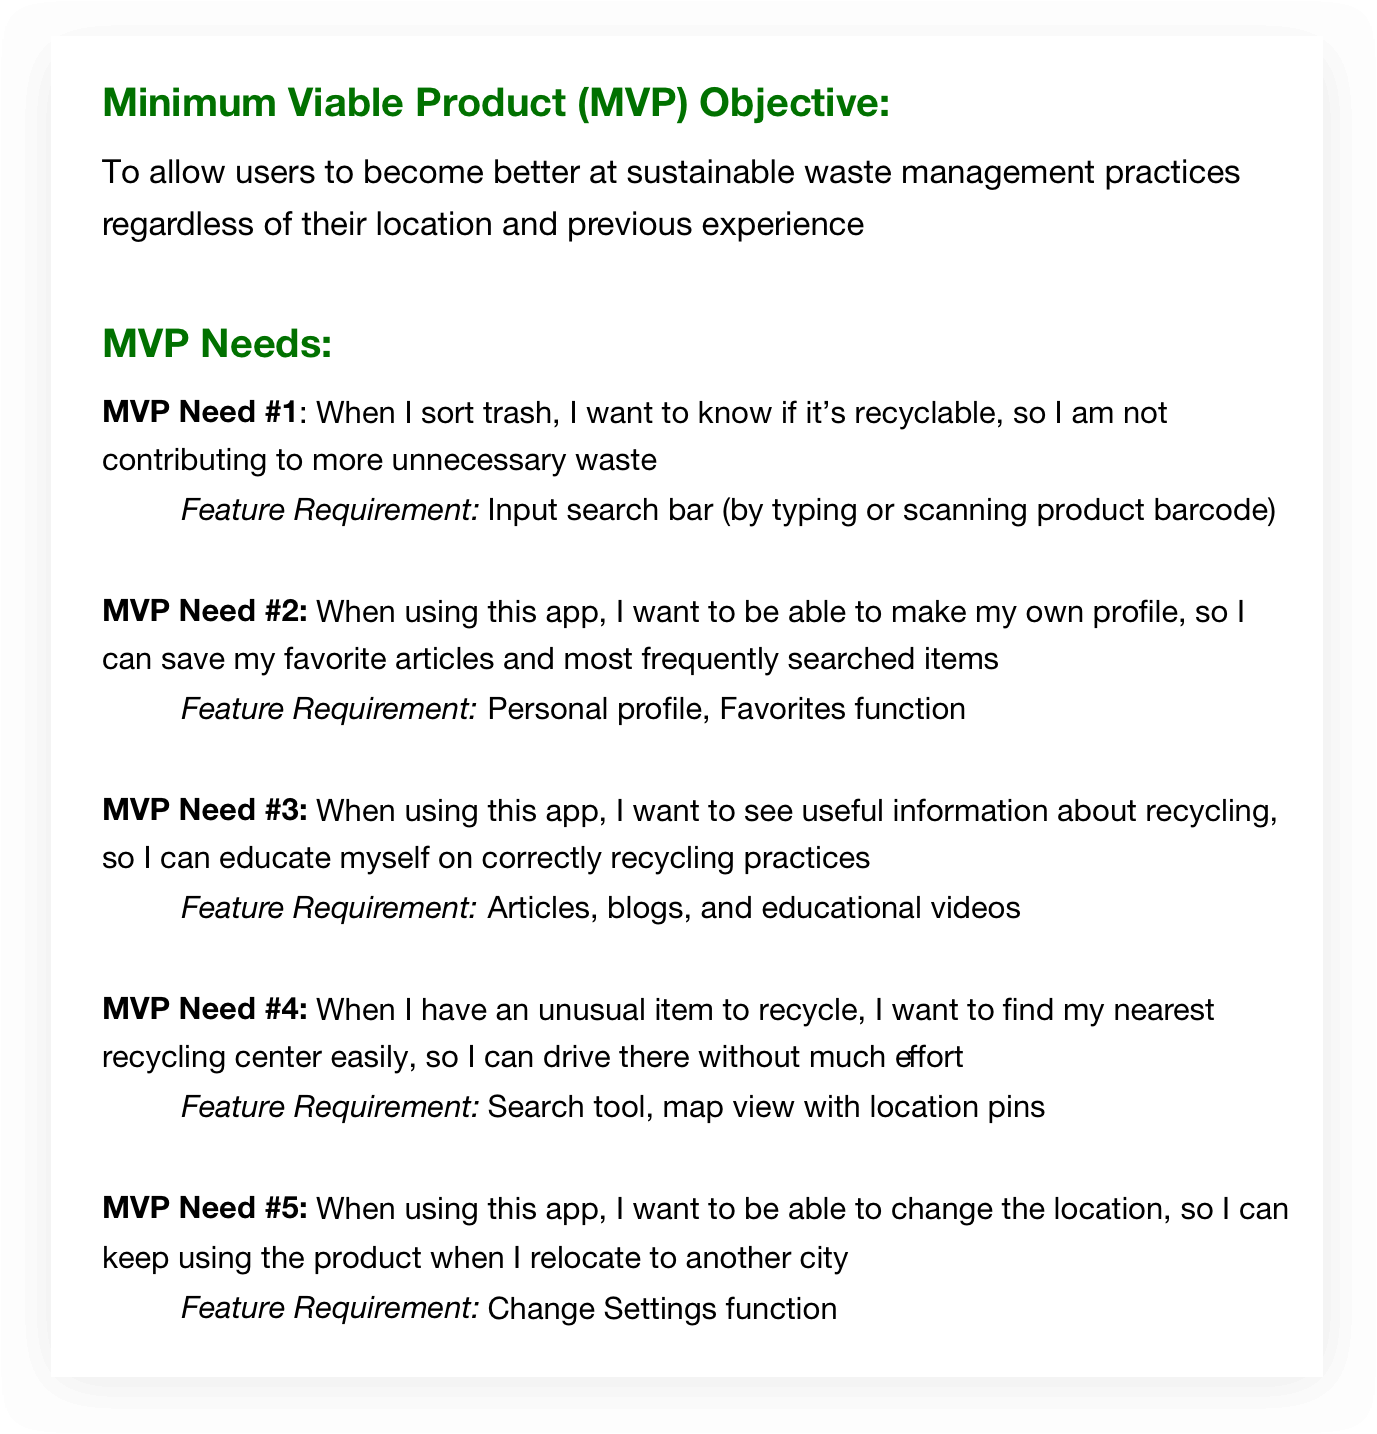 Minimum Viable Product (MVP) Objective:
To allow users to become better at sustainable waste management practices
regardless of their location and previous experience
MVP Needs:
MVP Need #1: When I sort trash, I want to know if it’s recyclable, so I am not
contributing to more unnecessary waste
Feature Requirement: Input search bar (by typing or scanning product barcode)
MVP Need #2: When using this app, I want to be able to make my own profile, so I
can save my favorite articles and most frequently searched items
Feature Requirement: Personal profile, Favorites function
MVP Need #3: When using this app, I want to see useful information about recycling,
so I can educate myself on correctly recycling practices
Feature Requirement: Articles, blogs, and educational videos
MVP Need #4: When I have an unusual item to recycle, I want to find my nearest
recycling center easily, so I can drive there without much effort
Feature Requirement: Search tool, map view with location pins
MVP Need #5: When using this app, I want to be able to change the location, so I can
keep using the product when I relocate to another city
Feature Requirement: Change Settings function